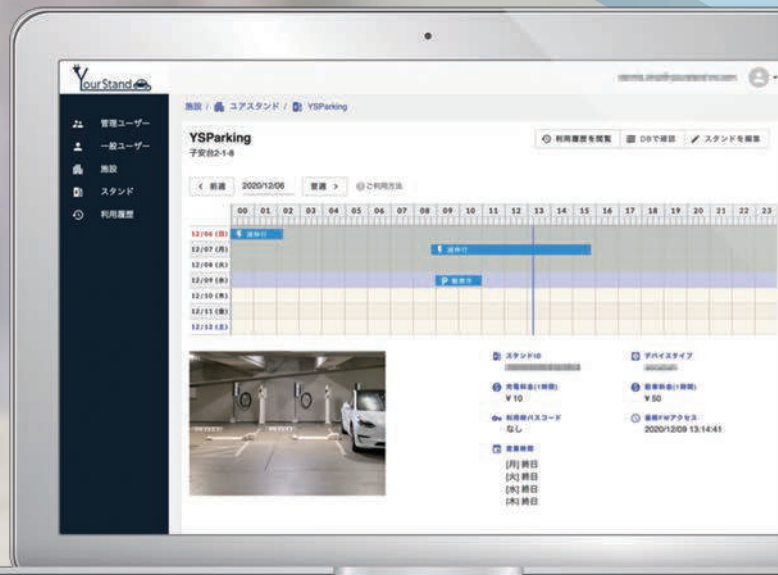 YourStand
施設 / ユアスタンド / YSParking
管理ユーザー
一般ユーザー
施設
スタンド
利用履歴
YSParking
子安台2-1-8
利用履歴を閲覧
DBで確認
スタンドを編集
< 前週
2020/12/06
翌週 >
ご利用方法
00 01 02 03 04 05 06 07 08 09 10 11 12 13 14 15 16 17 18 19 20 21 22 23
12/06 (日)
12/07 (月)
12/08 (火)
12/09 (水)
12/10 (木)
12/11 (金)
12/12 (土)
スタンドID
デバイスタイプ
充電料金(1時間)
¥ 10
駐車料金(1時間)
¥ 50
利用時パスコード
なし
最終FWアクセス
2020/12/09 13:14:41
営業時間
[月] 終日
[火] 終日
[水] 終日
[木] 終日